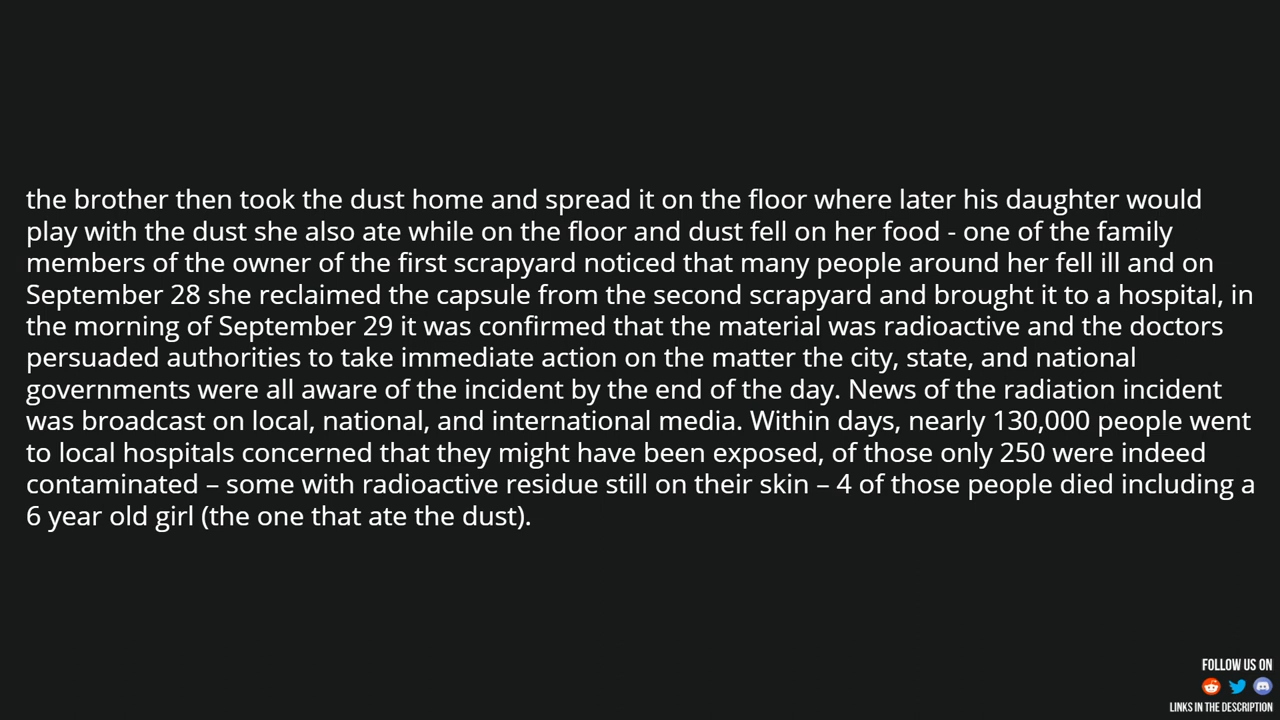 the brother then took the dust home and spread it on the floor where later his daughter would
play with the dust she also ate while on the floor and dust fell on her food - one of the family
members of the owner of the first scrapyard noticed that many people around her fell ill and on
September 28 she reclaimed the capsule from the second scrapyard and brought it to a hospital, in
the morning of September 29 it was confirmed that the material was radioactive and the doctors
persuaded authorities to take immediate action on the matter the city, state, and national
governments were all aware of the incident by the end of the day. News of the radiation incident
was broadcast on local, national, and international media. Within days, nearly 130,000 people went
to local hospitals concerned that they might have been exposed, of those only 250 were indeed
contaminated – some with radioactive residue still on their skin – 4 of those people died including a
6 year old girl (the one that ate the dust).
FOLLOW US ON
LINKS IN THE DESCRIPTION